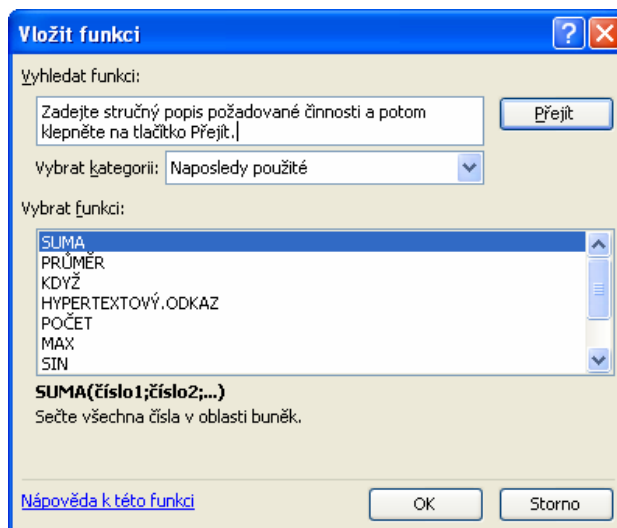 Vložit funkci
Vyhledat funkci:
Zadejte stručný popis požadované činnosti a potom
klepněte na tlačítko Přejít.
Přejít
Vybrat kategorii: Naposledy použité
Vybrat funkci:
SUMA
PRŮMĚR
KDYŽ
HYPERTEXTOVÝ.ODKAZ
POČET
MAX
SIN
SUMA(číslo1;číslo2;...)
Sečte všechna čísla v oblasti buněk.
Nápověda k této funkci
OK
Storno